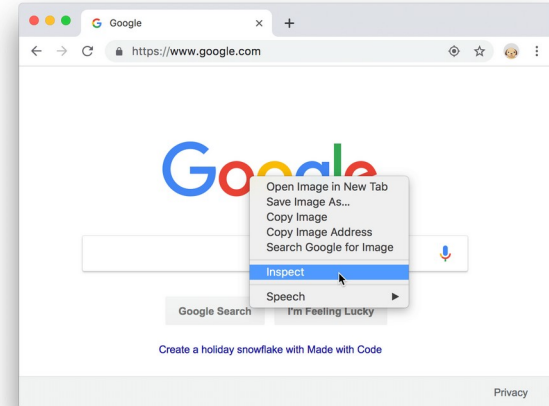 Google
https://www.google.com
Google
Open Image in New Tab
Save Image As...
Copy Image
Copy Image Address
Search Google for Image
Inspect
Speech
Google Search
I'm Feeling Lucky
Create a holiday snowflake with Made with Code
Privacy